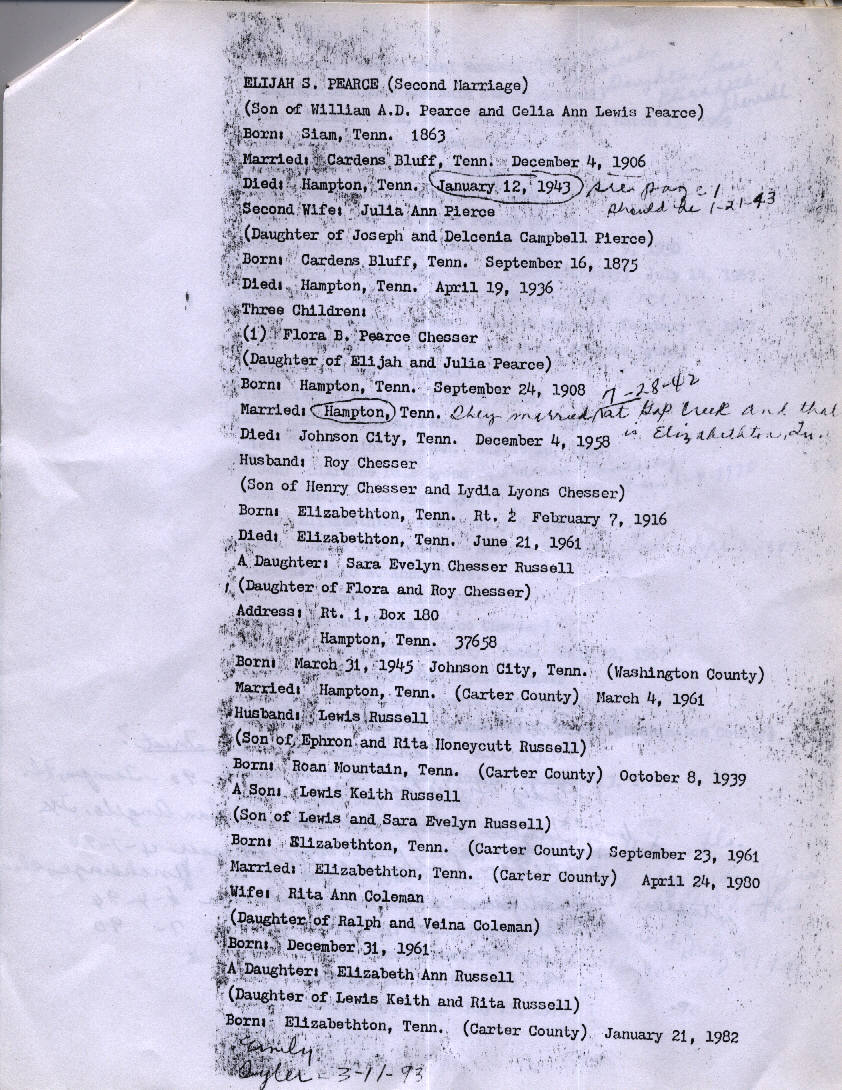 ELIJAH S. PEARCE (Second Marriage)
(Son of William A.D. Pearce and Celia Ann Lewis Pearce)
Born: Siam, Tenn. 1863
Married: Cardens Bluff, Tenn. December 4, 1906
Died: Hampton, Tenn. January 12, 1943 see page 1
should be 1-21-43
Second Wife: Julia Ann Pierce
(Daughter of Joseph and Delcenia Campbell Pierce)
Born: Cardens Bluff, Tenn. September 16, 1875
Died: Hampton, Tenn. April 19, 1936
Three Children:
(1) Flora B. Pearce Chesser
(Daughter of Elijah and Julia Pearce)
Born: Hampton, Tenn. September 24, 1908 7-28-42
Married: Hampton, Tenn. They married at Gap Creek and that
is Elizabethton, Tn.
Died: Johnson City, Tenn. December 4, 1958
Husband: Roy Chesser
(Son of Henry Chesser and Lydia Lyons Chesser)
Born: Elizabethton, Tenn. Rt. 2 February 7, 1916
Died: Elizabethton, Tenn. June 21, 1961
A Daughter: Sara Evelyn Chesser Russell
(Daughter of Flora and Roy Chesser)
Address: Rt. 1, Box 180
Hampton, Tenn. 37658
Born: March 31, 1945 Johnson City, Tenn. (Washington County)
Married: Hampton, Tenn. (Carter County) March 4, 1961
Husband: Lewis Russell
(Son of Ephron and Rita Honeycutt Russell)
Born: Roan Mountain, Tenn. (Carter County) October 8, 1939
A Son: Lewis Keith Russell
(Son of Lewis and Sara Evelyn Russell)
Born: Elizabethton, Tenn. (Carter County) September 23, 1961
Married: Elizabethton, Tenn. (Carter County) April 24, 1980
Wife: Rita Ann Coleman
(Daughter of Ralph and Veina Coleman)
Born: December 31, 1961
A Daughter: Elizabeth Ann Russell
(Daughter of Lewis Keith and Rita Russell)
Born: Elizabethton, Tenn. (Carter County) January 21, 1982
Emily
3-11-93